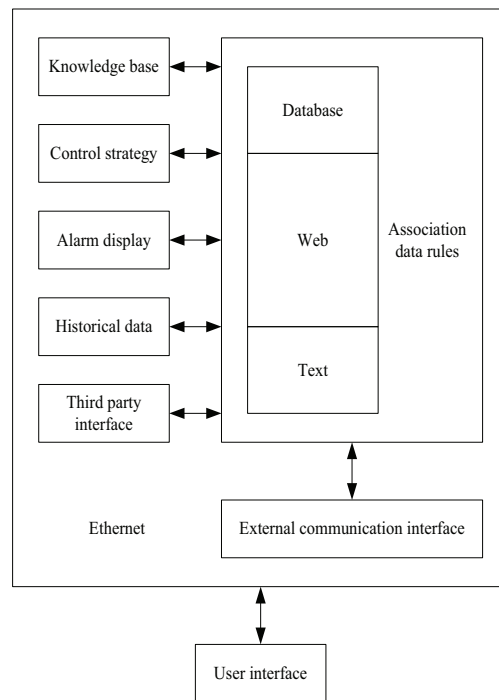 Knowledge base
Control strategy
Alarm display
Historical data
Third party
interface
Database
Web
Text
Association
data rules
Ethernet
External communication interface
User interface